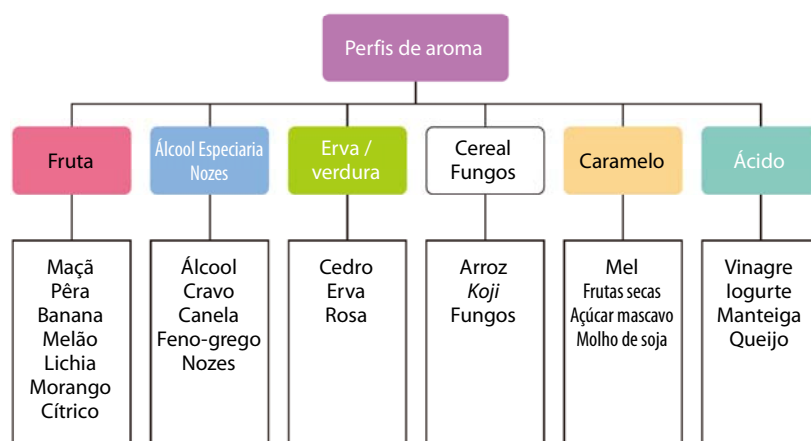 Perfis de aroma
Fruta
Álcool Especiaria
Nozes
Erva /
verdura
Cereal
Fungos
Caramelo
Ácido
Maçã
Pêra
Banana
Melão
Lichia
Morango
Cítrico
Álcool
Cravo
Canela
Feno-grego
Nozes
Cedro
Erva
Rosa
Arroz
Koji
Fungos
Mel
Frutas secas
Açúcar mascavo
Molho de soja
Vinagre
Iogurte
Manteiga
Queijo